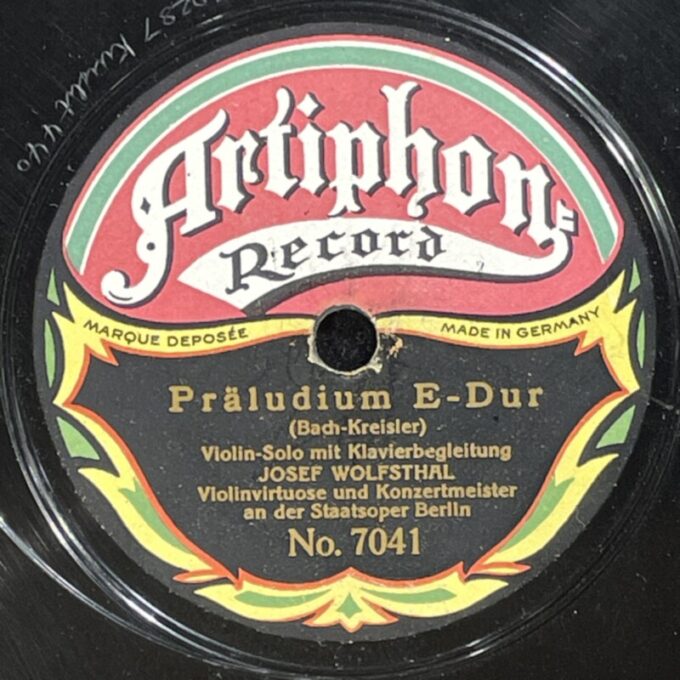 Artiphon=
Record
MARQUE DEPOSÉE
MADE IN GERMANY
Präludium E-Dur
(Bach-Kreisler)
Violin-Solo mit Klavierbegleitung
JOSEF WOLFSTHAL
Violinvirtuose und Konzertmeister
an der Staatsoper Berlin
No. 7041